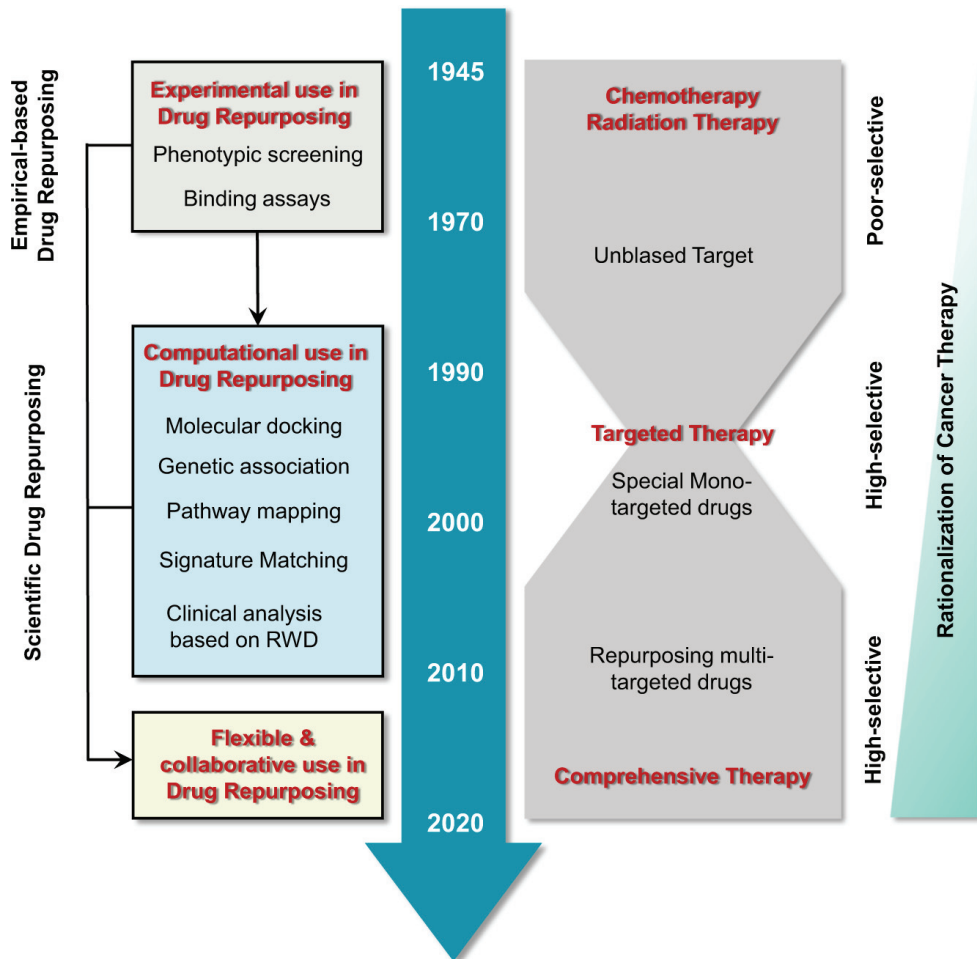 Empirical-based
Drug Repurposing
Scientific Drug Repurposing
Experimental use in
Drug Repurposing
Phenotypic screening
Binding assays
Computational use in
Drug Repurposing
Molecular docking
Genetic association
Pathway mapping
Signature Matching
Clinical analysis
based on RWD
Flexible &
collaborative use in
Drug Repurposing
1945
1970
1990
2000
2010
2020
Chemotherapy
Radiation Therapy
Unblased Target
Targeted Therapy
Special Mono-
targeted drugs
Repurposing multi-
targeted drugs
Comprehensive Therapy
Poor-selective
High-selective
High-selective
Rationalization of Cancer Therapy